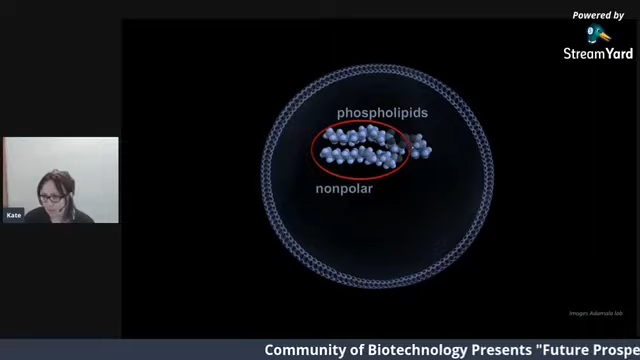 Powered by
StreamYard
phospholipids
nonpolar
Kate
Images Adamala lab
Community of Biotechnology Presents "Future Prospe